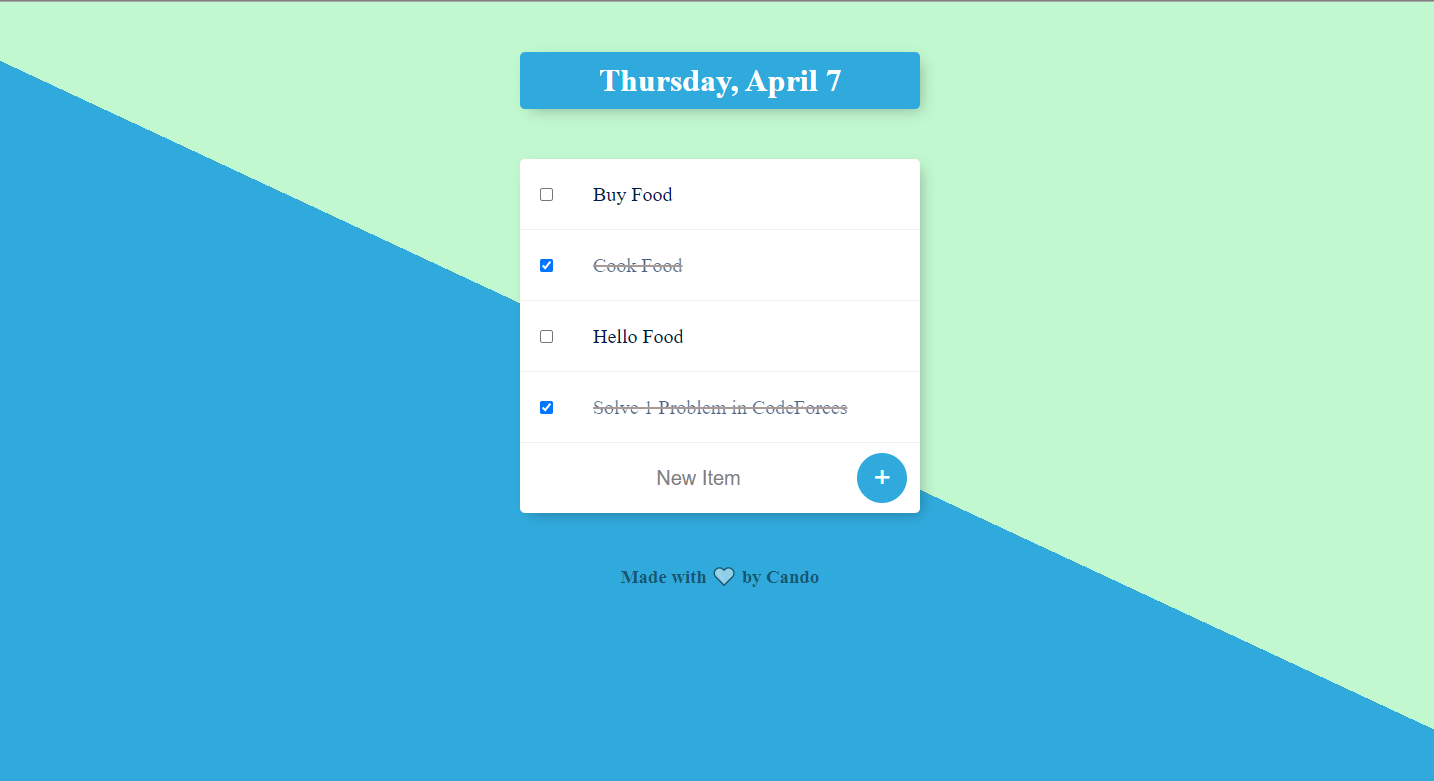 Thursday, April 7
Buy Food
Cook Food
Hello Food
Solve 1 Problem in CodeForces
New Item
+
Made with ♡ by Cando